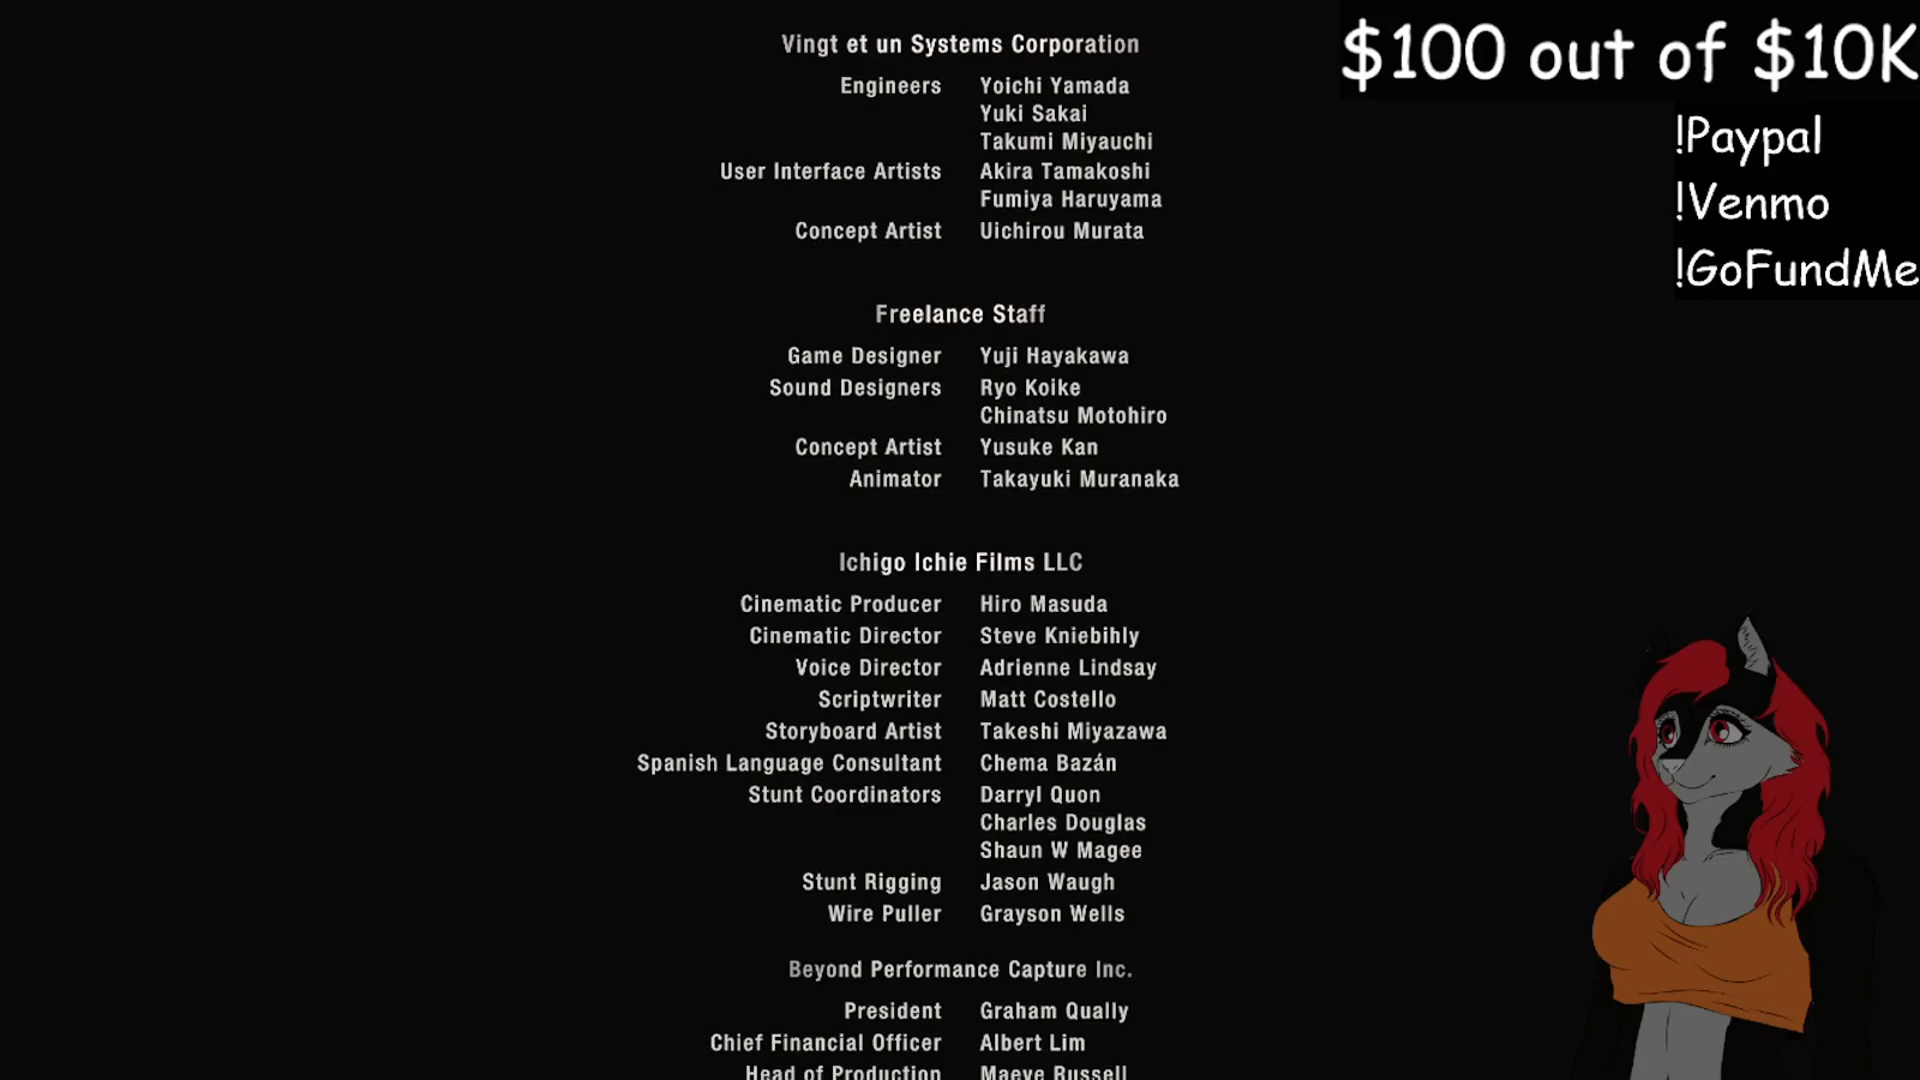 Vingt et un Systems Corporation
Engineers Yoichi Yamada
Yuki Sakai
Takumi Miyauchi
User Interface Artists Akira Tamakoshi
Fumiya Haruyama
Concept Artist Uichirou Murata
Freelance Staff
Game Designer Yuji Hayakawa
Sound Designers Ryo Koike
Chinatsu Motohiro
Concept Artist Yusuke Kan
Animator Takayuki Muranaka
Ichigo Ichie Films LLC
Cinematic Producer Hiro Masuda
Cinematic Director Steve Kniebihly
Voice Director Adrienne Lindsay
Scriptwriter Matt Costello
Storyboard Artist Takeshi Miyazawa
Spanish Language Consultant Chema Bazán
Stunt Coordinators Darryl Quon
Charles Douglas
Shaun W Magee
Stunt Rigging Jason Waugh
Wire Puller Grayson Wells
Beyond Performance Capture Inc.
President Graham Qually
Chief Financial Officer Albert Lim
Head of Production Maeve Russell
$100 out of $10K
!Paypal
!Venmo
!GoFundMe